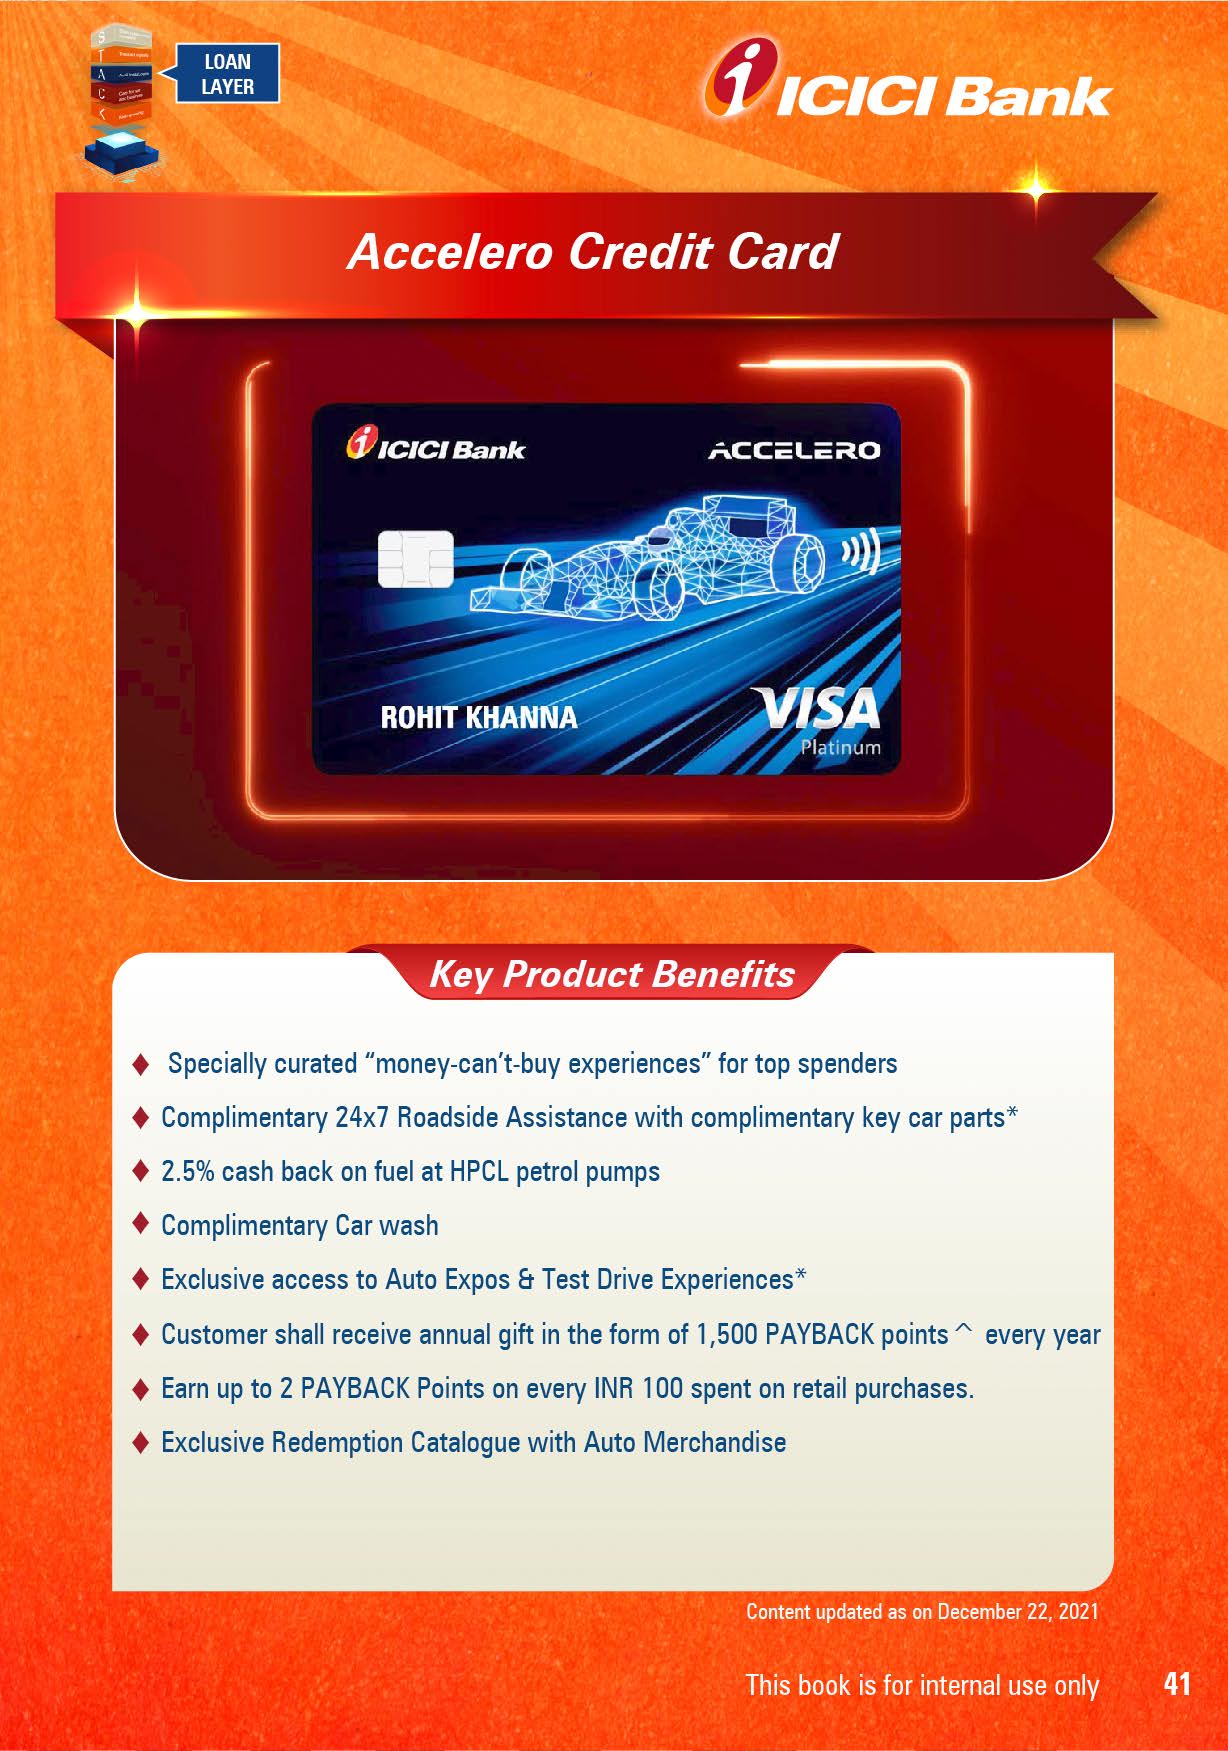 S
T
A
C
K
LOAN
LAYER
ICICI Bank
Accelero Credit Card
ICICI Bank
ACCELERO
ROHIT KHANNA
VISA
Platinum
Key Product Benefits
Specially curated “money-can’t-buy experiences” for top spenders
Complimentary 24x7 Roadside Assistance with complimentary key car parts*
2.5% cash back on fuel at HPCL petrol pumps
Complimentary Car wash
Exclusive access to Auto Expos & Test Drive Experiences*
Customer shall receive annual gift in the form of 1,500 PAYBACK points ^ every year
Earn up to 2 PAYBACK Points on every INR 100 spent on retail purchases.
Exclusive Redemption Catalogue with Auto Merchandise
Content updated as on December 22, 2021
This book is for internal use only 41